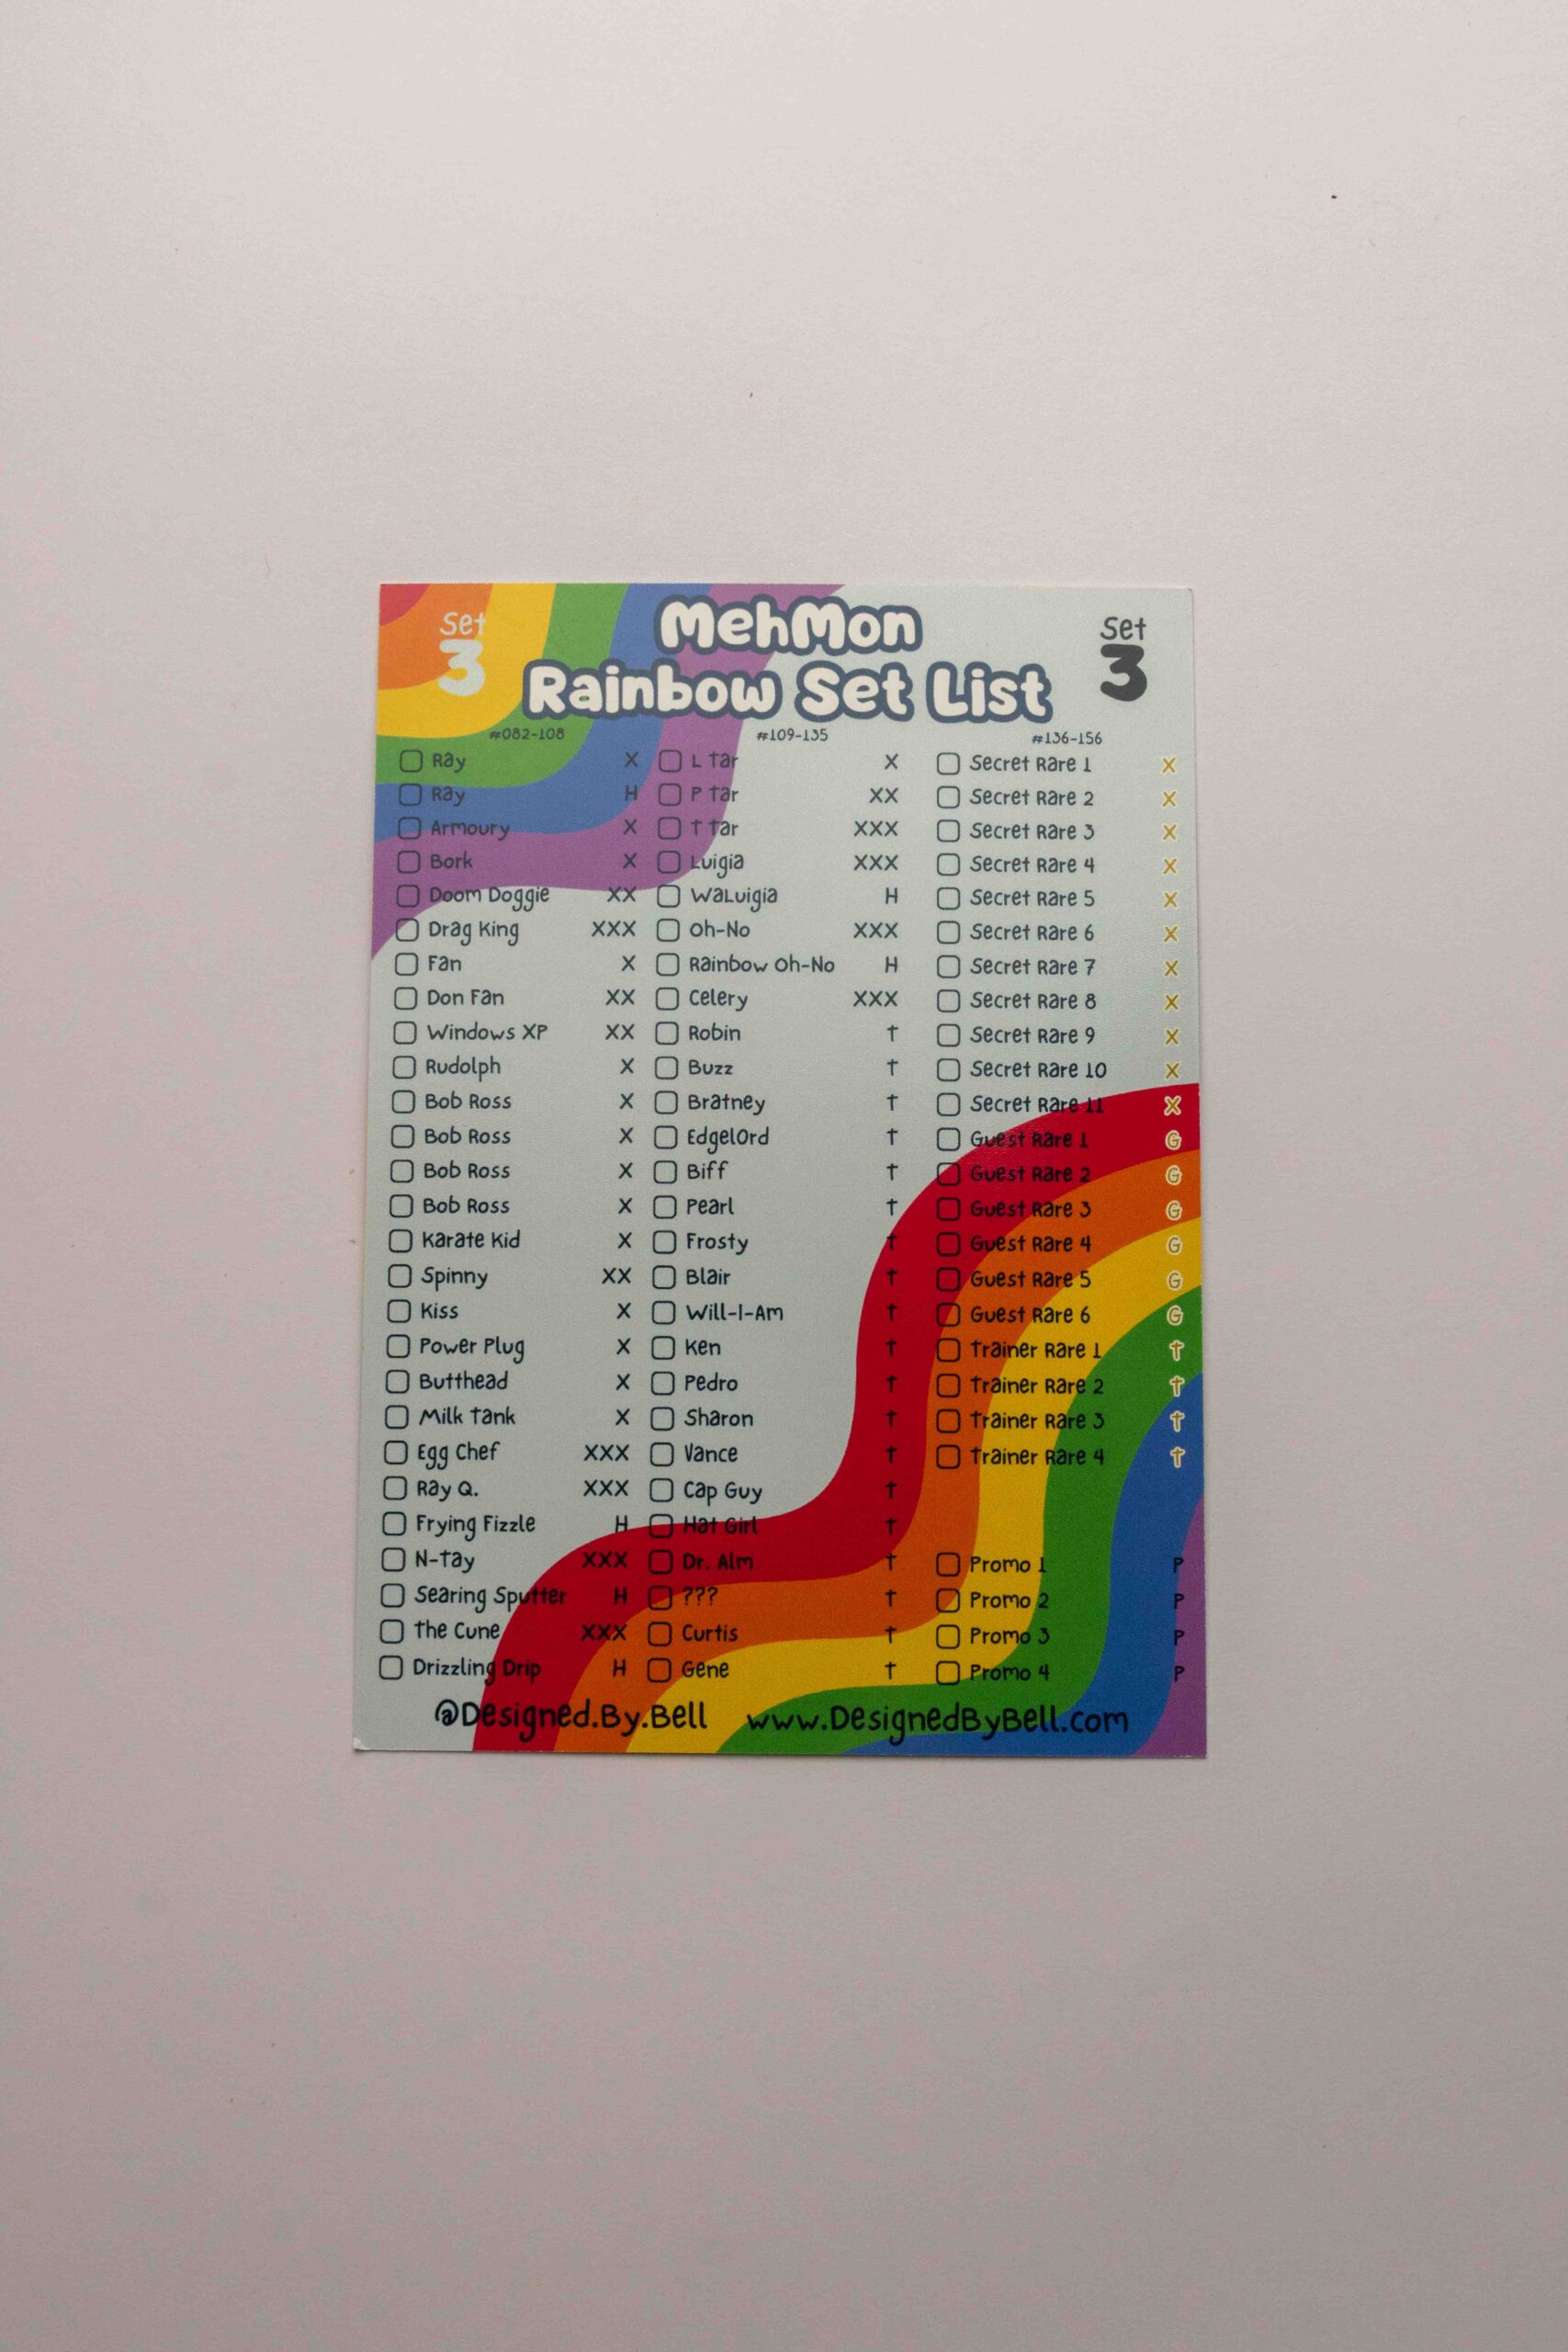 Set
3
MehMon
Rainbow Set List
Set
3
#082-108
Ray X
Ray H
Armoury X
Bork X
Doom Doggie XX
Drag King XXX
Fan X
Don Fan XX
Windows XP XX
Rudolph X
Bob Ross X
Bob Ross X
Bob Ross X
Bob Ross X
Karate Kid X
Spinny XX
Kiss X
Power Plug X
Butthead X
Milk Tank X
Egg Chef XXX
Ray Q. XXX
Frying Fizzle H
N-Tay XXX
Searing Sputter H
The Cune XXX
Drizzling Drip H
#109-135
L Tar X
P Tar XX
T Tar XXX
Luigia XXX
WaLuigia H
Oh-No XXX
Rainbow Oh-No H
Celery XXX
Robin T
Buzz T
Bratney T
Edgel0rd T
Biff T
Pearl T
Frosty T
Blair T
Will-I-Am T
Ken T
Pedro T
Sharon T
Vance T
Cap Guy T
Hat Girl T
Dr. Alm T
??? T
Curtis T
Gene T
#136-156
Secret Rare 1 X
Secret Rare 2 X
Secret Rare 3 X
Secret Rare 4 X
Secret Rare 5 X
Secret Rare 6 X
Secret Rare 7 X
Secret Rare 8 X
Secret Rare 9 X
Secret Rare 10 X
Secret Rare 11 X
Guest Rare 1 G
Guest Rare 2 G
Guest Rare 3 G
Guest Rare 4 G
Guest Rare 5 G
Guest Rare 6 G
Trainer Rare 1 T
Trainer Rare 2 T
Trainer Rare 3 T
Trainer Rare 4 T
Promo 1 P
Promo 2 P
Promo 3 P
Promo 4 P
@Designed.By.Bell www.DesignedByBell.com